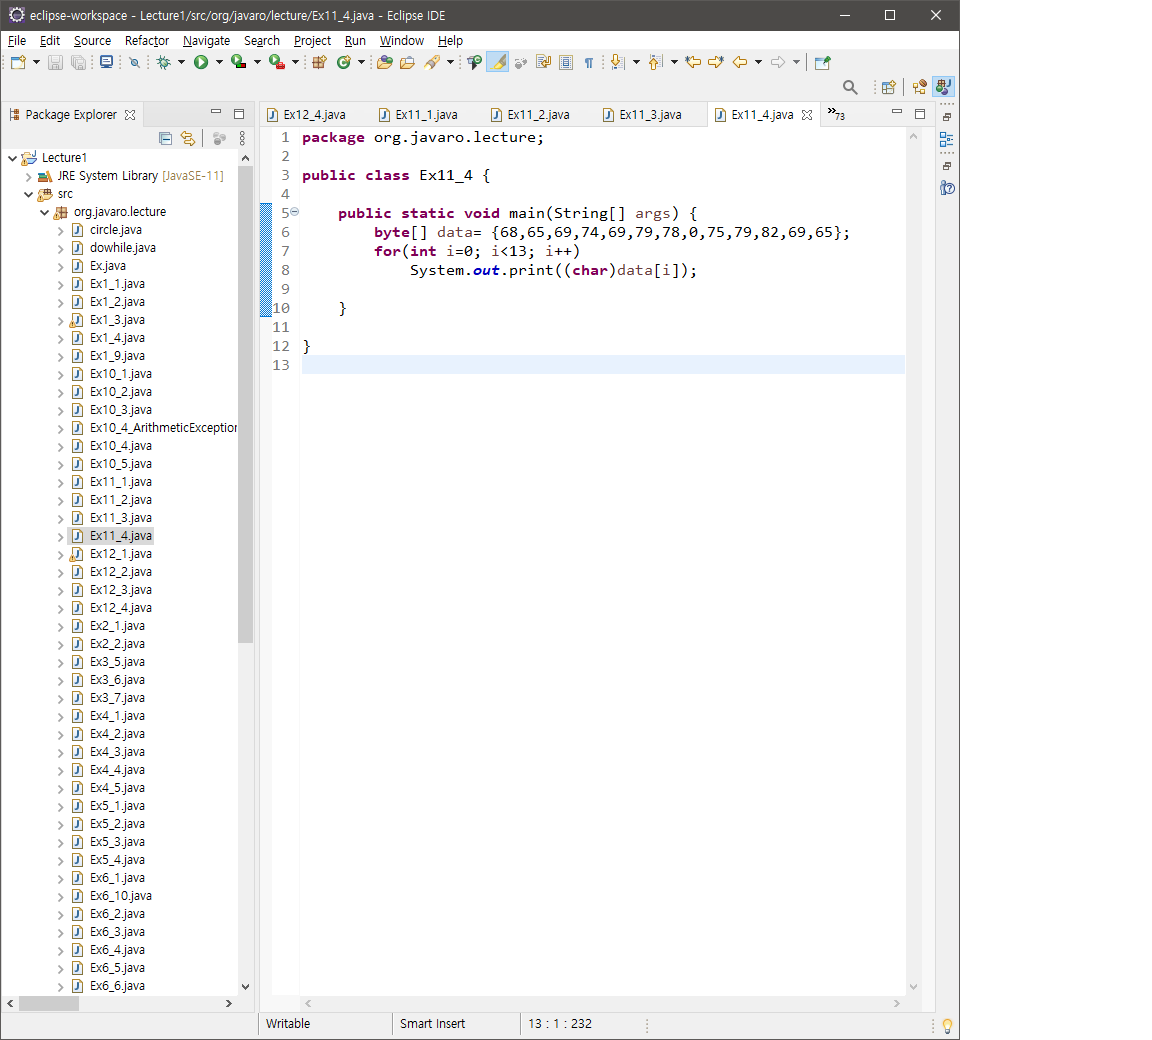 eclipse-workspace - Lecture1/src/org/javaro/lecture/Ex11_4.java - Eclipse IDE
File Edit Source Refactor Navigate Search Project Run Window Help
Package Explorer
Ex12_4.java Ex11_1.java Ex11_2.java Ex11_3.java Ex11_4.java »73
Lecture1
JRE System Library [JavaSE-11]
src
org.javaro.lecture
circle.java
dowhile.java
Ex.java
Ex1_1.java
Ex1_2.java
Ex1_3.java
Ex1_4.java
Ex1_9.java
Ex10_1.java
Ex10_2.java
Ex10_3.java
Ex10_4_ArithmeticException
Ex10_4.java
Ex10_5.java
Ex11_1.java
Ex11_2.java
Ex11_3.java
Ex11_4.java
Ex12_1.java
Ex12_2.java
Ex12_3.java
Ex12_4.java
Ex2_1.java
Ex2_2.java
Ex3_5.java
Ex3_6.java
Ex3_7.java
Ex4_1.java
Ex4_2.java
Ex4_3.java
Ex4_4.java
Ex4_5.java
Ex5_1.java
Ex5_2.java
Ex5_3.java
Ex5_4.java
Ex6_1.java
Ex6_10.java
Ex6_2.java
Ex6_3.java
Ex6_4.java
Ex6_5.java
Ex6_6.java
1 package org.javaro.lecture;
2
3 public class Ex11_4 {
4
5 public static void main(String[] args) {
6 byte[] data= {68,65,69,74,69,79,78,0,75,79,82,69,65};
7 for(int i=0; i<13; i++)
8 System.out.print((char)data[i]);
9
10 }
11
12 }
13
Writable Smart Insert 13 : 1 : 232